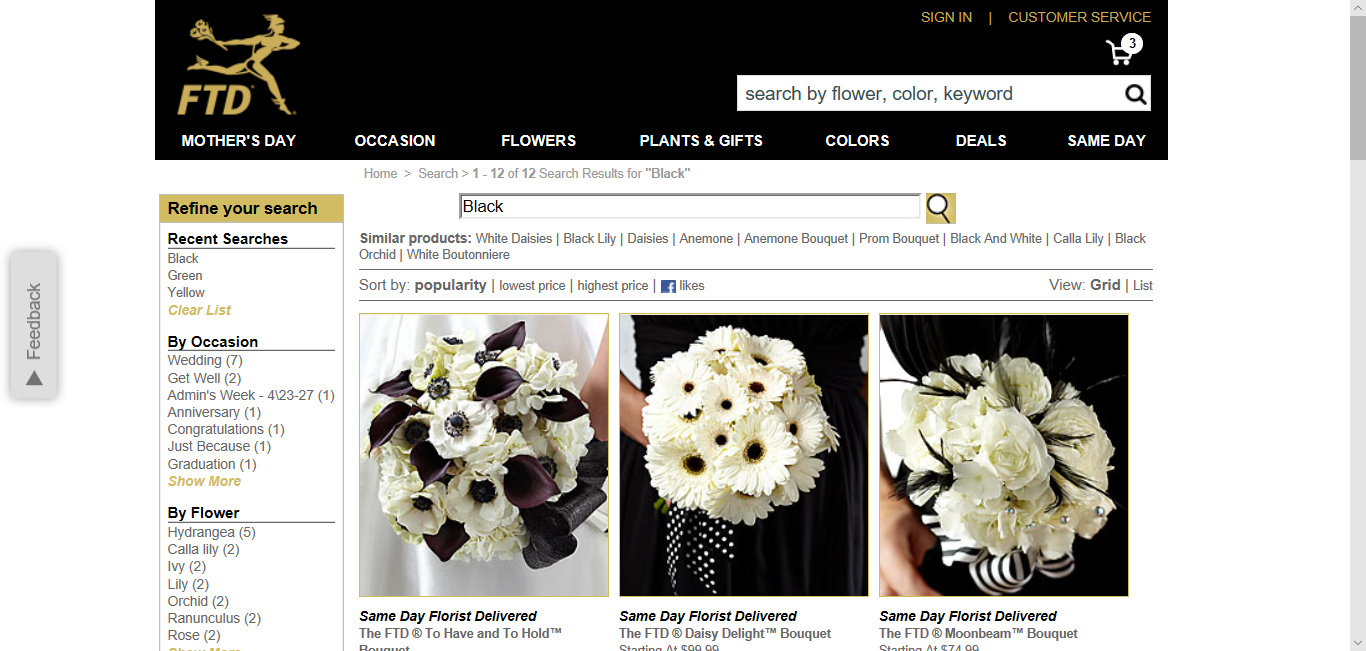 SIGN IN | CUSTOMER SERVICE
3
FTD
search by flower, color, keyword
MOTHER'S DAY OCCASION FLOWERS PLANTS & GIFTS COLORS DEALS SAME DAY
Home > Search > 1 - 12 of 12 Search Results for "Black"
Refine your search
Recent Searches
Black
Green
Yellow
Clear List
By Occasion
Wedding (7)
Get Well (2)
Admin's Week - 4\23-27 (1)
Anniversary (1)
Congratulations (1)
Just Because (1)
Graduation (1)
Show More
By Flower
Hydrangea (5)
Calla lily (2)
Ivy (2)
Lily (2)
Orchid (2)
Ranunculus (2)
Rose (2)
Show More
Feedback
Black
Similar products: White Daisies | Black Lily | Daisies | Anemone | Anemone Bouquet | Prom Bouquet | Black And White | Calla Lily | Black
Orchid | White Boutonniere
Sort by: popularity | lowest price | highest price | f likes
View: Grid | List
Same Day Florist Delivered
The FTD ® To Have and To Hold™
Bouquet
Same Day Florist Delivered
The FTD ® Daisy Delight™ Bouquet
Starting At $99.99
Same Day Florist Delivered
The FTD ® Moonbeam™ Bouquet
Starting At $74.99